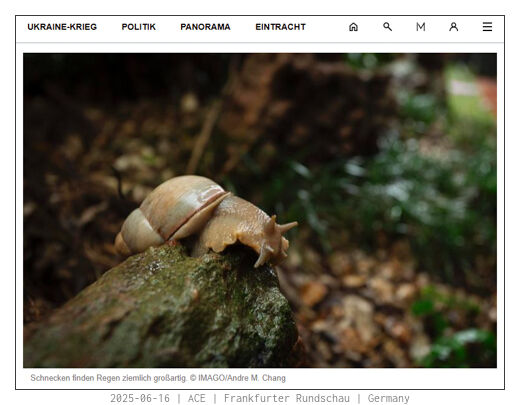 UKRAINE-KRIEG POLITIK PANORAMA EINTRACHT
Schnecken finden Regen ziemlich großartig. © IMAGO/Andre M. Chang
2025-06-16 | ACE | Frankfurter Rundschau | Germany